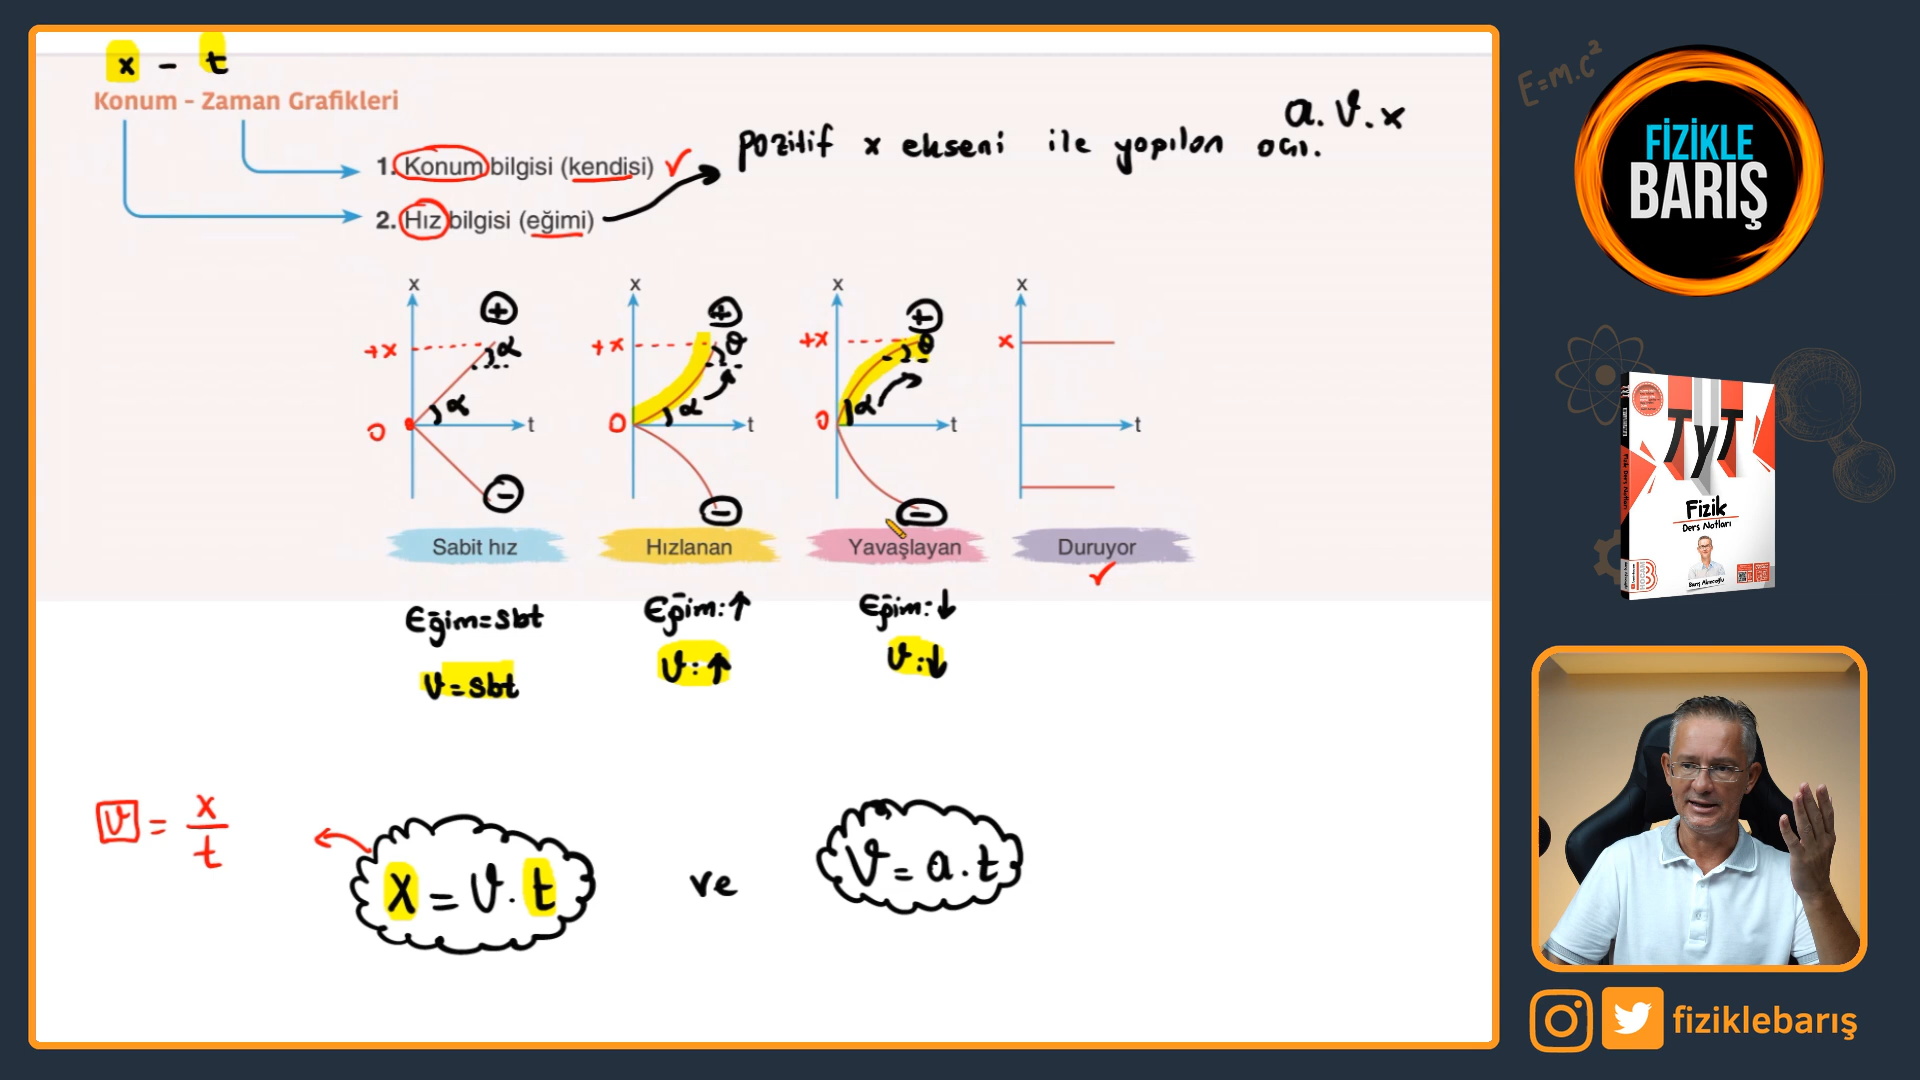 x - t
Konum - Zaman Grafikleri
a. v. x
pozitif x ekseni ile yapılan açı.
1. Konum bilgisi (kendisi) ✓
2. Hız bilgisi (eğimi)
x
x
x
x
+
+
+
+x
α
+x
θ
+x
θ
x
α
α
α
0
t
0
t
0
t
t
-
-
-
Sabit hız
Hızlanan
Yavaşlayan
Duruyor
✓
Eğim=sbt
Eğim:↑
Eğim:↓
v=sbt
v:↑
v:↓
v = x/t
x = v.t
ve
v = a.t
E=m.c²
FİZİKLE
BARIŞ
TYT
Fizik
Ders Notları
fiziklebarış